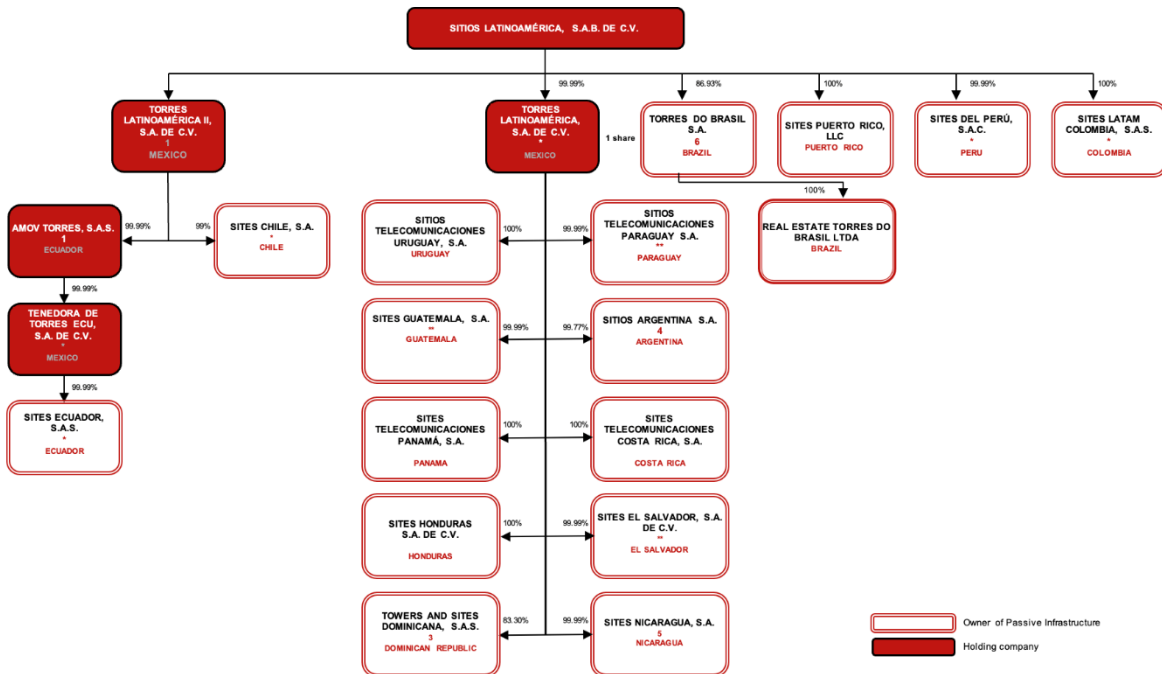 SITIOS LATINOAMÉRICA, S.A.B. DE C.V.
99.99%
86.93%
100%
99.99%
100%
TORRES
LATINOAMÉRICA II,
S.A. DE C.V.
1
MEXICO
TORRES
LATINOAMÉRICA,
S.A. DE C.V.
*
MEXICO
1 share
TORRES DO BRASIL
S.A.
6
BRAZIL
SITES PUERTO RICO,
LLC
PUERTO RICO
SITES DEL PERÚ,
S.A.C.
*
PERU
SITES LATAM
COLOMBIA, S.A.S.
*
COLOMBIA
100%
AMOV TORRES, S.A.S.
1
ECUADOR
99.99%
99%
SITES CHILE, S.A.
*
CHILE
SITIOS
TELECOMUNICACIONES
URUGUAY, S.A.
URUGUAY
100%
99.99%
SITIOS
TELECOMUNICACIONES
PARAGUAY S.A.
**
PARAGUAY
REAL ESTATE TORRES DO
BRASIL LTDA
BRAZIL
99.99%
TENEDORA DE
TORRES ECU,
S.A. DE C.V.
*
MEXICO
SITES GUATEMALA, S.A.
**
GUATEMALA
99.99%
99.77%
SITIOS ARGENTINA S.A.
4
ARGENTINA
99.99%
SITES ECUADOR,
S.A.S.
*
ECUADOR
SITES
TELECOMUNICACIONES
PANAMÁ, S.A.
PANAMA
100%
100%
SITES
TELECOMUNICACIONES
COSTA RICA, S.A.
COSTA RICA
SITES HONDURAS
S.A. DE C.V.
HONDURAS
100%
99.99%
SITES EL SALVADOR, S.A.
DE C.V.
**
EL SALVADOR
TOWERS AND SITES
DOMINICANA, S.A.S.
3
DOMINICAN REPUBLIC
83.30%
99.99%
SITES NICARAGUA, S.A.
5
NICARAGUA
Owner of Passive Infrastructure
Holding company